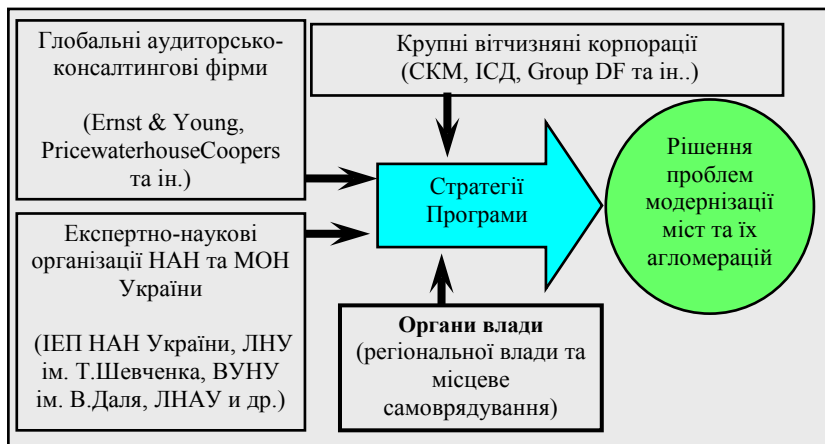 Глобальні аудиторсько-
консалтингові фірми
(Ernst & Young,
PricewaterhouseCoopers
та ін.)
Крупні вітчизняні корпорації
(СКМ, ІСД, Group DF та ін..)
Стратегії
Програми
Рішення
проблем
модернізації
міст та їх
агломерацій
Експертно-наукові
організації НАН та МОН
України
(ІЕП НАН України, ЛНУ
ім. Т.Шевченка, ВУНУ
ім. В.Даля, ЛНАУ и др.)
Органи влади
(регіональної влади та
місцеве
самоврядування)